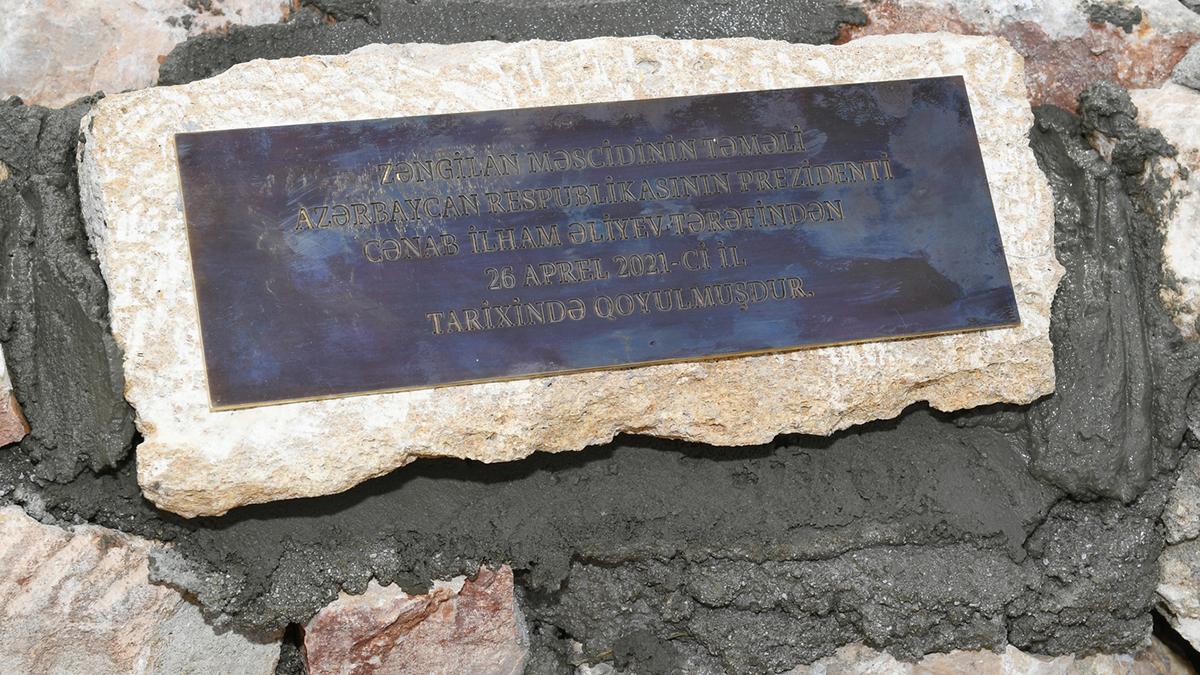 ZƏNGİLAN MƏSCİDİNİN TƏMƏLİ
AZƏRBAYCAN RESPUBLİKASININ PREZİDENTİ
CƏNAB İLHAM ƏLİYEV TƏRƏFİNDƏN
26 APREL 2021-Cİ İL
TARİXİNDƏ QOYULMUŞDUR.